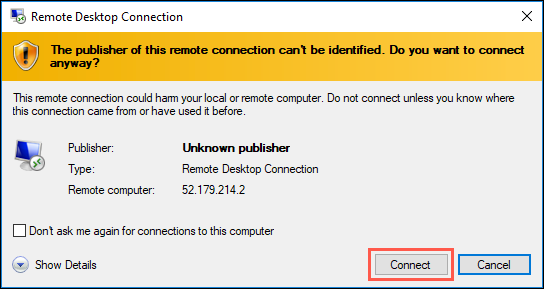 Remote Desktop Connection
The publisher of this remote connection can't be identified. Do you want to connect
anyway?
This remote connection could harm your local or remote computer. Do not connect unless you know where
this connection came from or have used it before.
Publisher: Unknown publisher
Type: Remote Desktop Connection
Remote computer: 52.179.214.2
Don't ask me again for connections to this computer
Show Details Connect Cancel